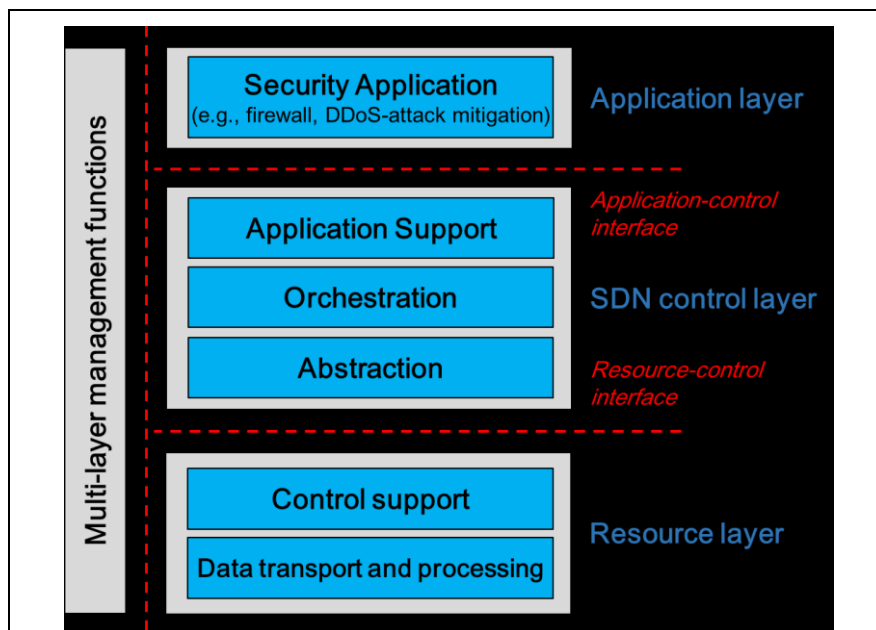 Multi-layer management functions
Security Application
(e.g., firewall, DDoS-attack mitigation)
Application layer
Application-control
interface
Application Support
Orchestration
SDN control layer
Abstraction
Resource-control
interface
Control support
Resource layer
Data transport and processing